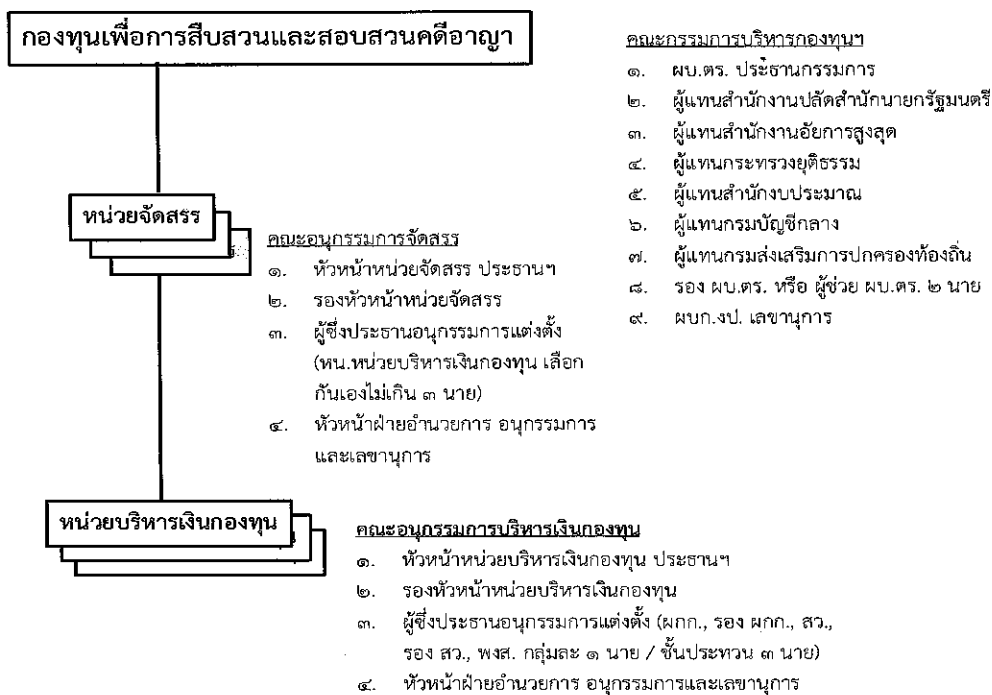 กองทุนเพื่อการสืบสวนและสอบสวนคดีอาญา
คณะกรรมการบริหารกองทุนฯ
๑. ผบ.ตร. ประธานกรรมการ
๒. ผู้แทนสำนักงานปลัดสำนักนายกรัฐมนตรี
๓. ผู้แทนสำนักงานอัยการสูงสุด
๔. ผู้แทนกระทรวงยุติธรรม
๕. ผู้แทนสำนักงบประมาณ
๖. ผู้แทนกรมบัญชีกลาง
๗. ผู้แทนกรมส่งเสริมการปกครองท้องถิ่น
๘. รอง ผบ.ตร. หรือ ผู้ช่วย ผบ.ตร. ๒ นาย
๙. ผบก.งป. เลขานุการ
หน่วยจัดสรร
คณะอนุกรรมการจัดสรร
๑. หัวหน้าหน่วยจัดสรร ประธานฯ
๒. รองหัวหน้าหน่วยจัดสรร
๓. ผู้ซึ่งประธานอนุกรรมการแต่งตั้ง
(หน.หน่วยบริหารเงินกองทุน เลือก
กันเองไม่เกิน ๓ นาย)
๔. หัวหน้าฝ่ายอำนวยการ อนุกรรมการ
และเลขานุการ
หน่วยบริหารเงินกองทุน
คณะอนุกรรมการบริหารเงินกองทุน
๑. หัวหน้าหน่วยบริหารเงินกองทุน ประธานฯ
๒. รองหัวหน้าหน่วยบริหารเงินกองทุน
๓. ผู้ซึ่งประธานอนุกรรมการแต่งตั้ง (ผกก., รอง ผกก., สว.,
รอง สว., พงส. กลุ่มละ ๑ นาย / ชั้นประทวน ๓ นาย)
๔. หัวหน้าฝ่ายอำนวยการ อนุกรรมการและเลขานุการ